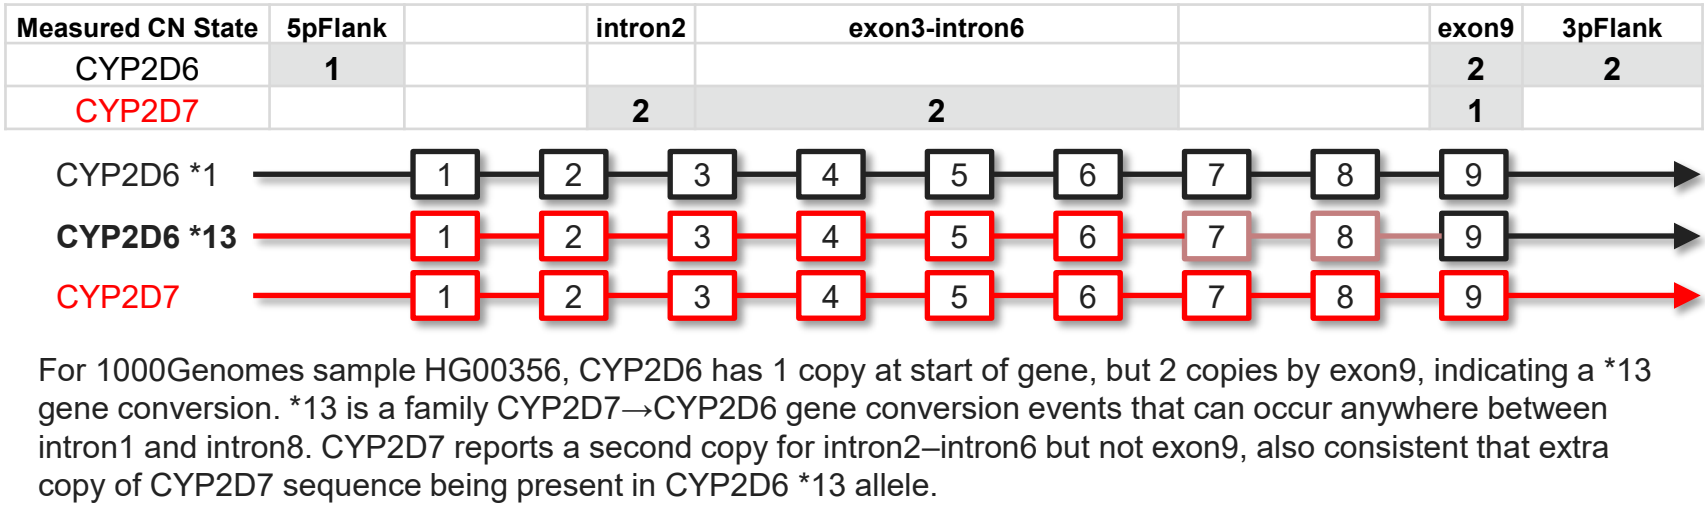 Measured CN State 5pFlank intron2 exon3-intron6 exon9 3pFlank
CYP2D6 1 2 2
CYP2D7 2 2 1
CYP2D6 *1 1 2 3 4 5 6 7 8 9
CYP2D6 *13 1 2 3 4 5 6 7 8 9
CYP2D7 1 2 3 4 5 6 7 8 9
For 1000Genomes sample HG00356, CYP2D6 has 1 copy at start of gene, but 2 copies by exon9, indicating a *13
gene conversion. *13 is a family CYP2D7→CYP2D6 gene conversion events that can occur anywhere between
intron1 and intron8. CYP2D7 reports a second copy for intron2–intron6 but not exon9, also consistent that extra
copy of CYP2D7 sequence being present in CYP2D6 *13 allele.